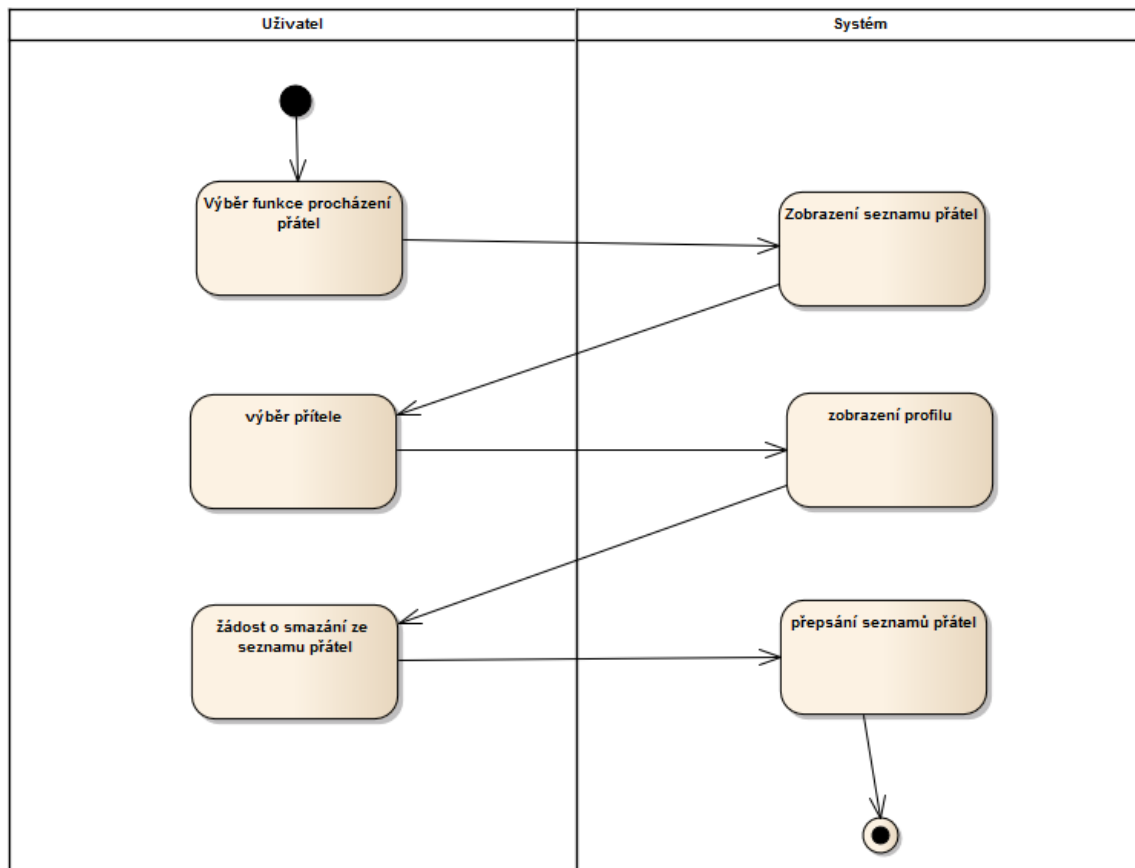 Uživatel
Systém
Výběr funkce procházení
přátel
Zobrazení seznamu přátel
výběr přítele
zobrazení profilu
žádost o smazání ze
seznamu přátel
přepsání seznamů přátel